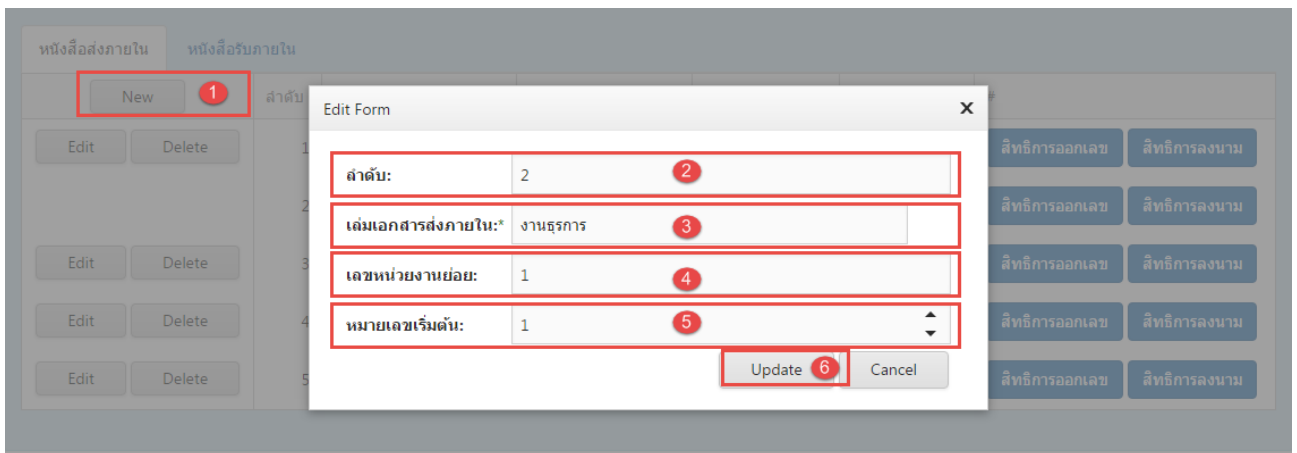 หนังสือส่งภายใน หนังสือรับภายใน
New 1 ลำดับ #
Edit Form x
Edit Delete 1 สิทธิการออกเลข สิทธิการลงนาม
ลำดับ: 2 2
2 สิทธิการออกเลข สิทธิการลงนาม
เล่มเอกสารส่งภายใน:* งานธุรการ 3
Edit Delete 3 สิทธิการออกเลข สิทธิการลงนาม
เลขหน่วยงานย่อย: 1 4
Edit Delete 4 สิทธิการออกเลข สิทธิการลงนาม
หมายเลขเริ่มต้น: 1 5
Update 6 Cancel
Edit Delete 5 สิทธิการออกเลข สิทธิการลงนาม